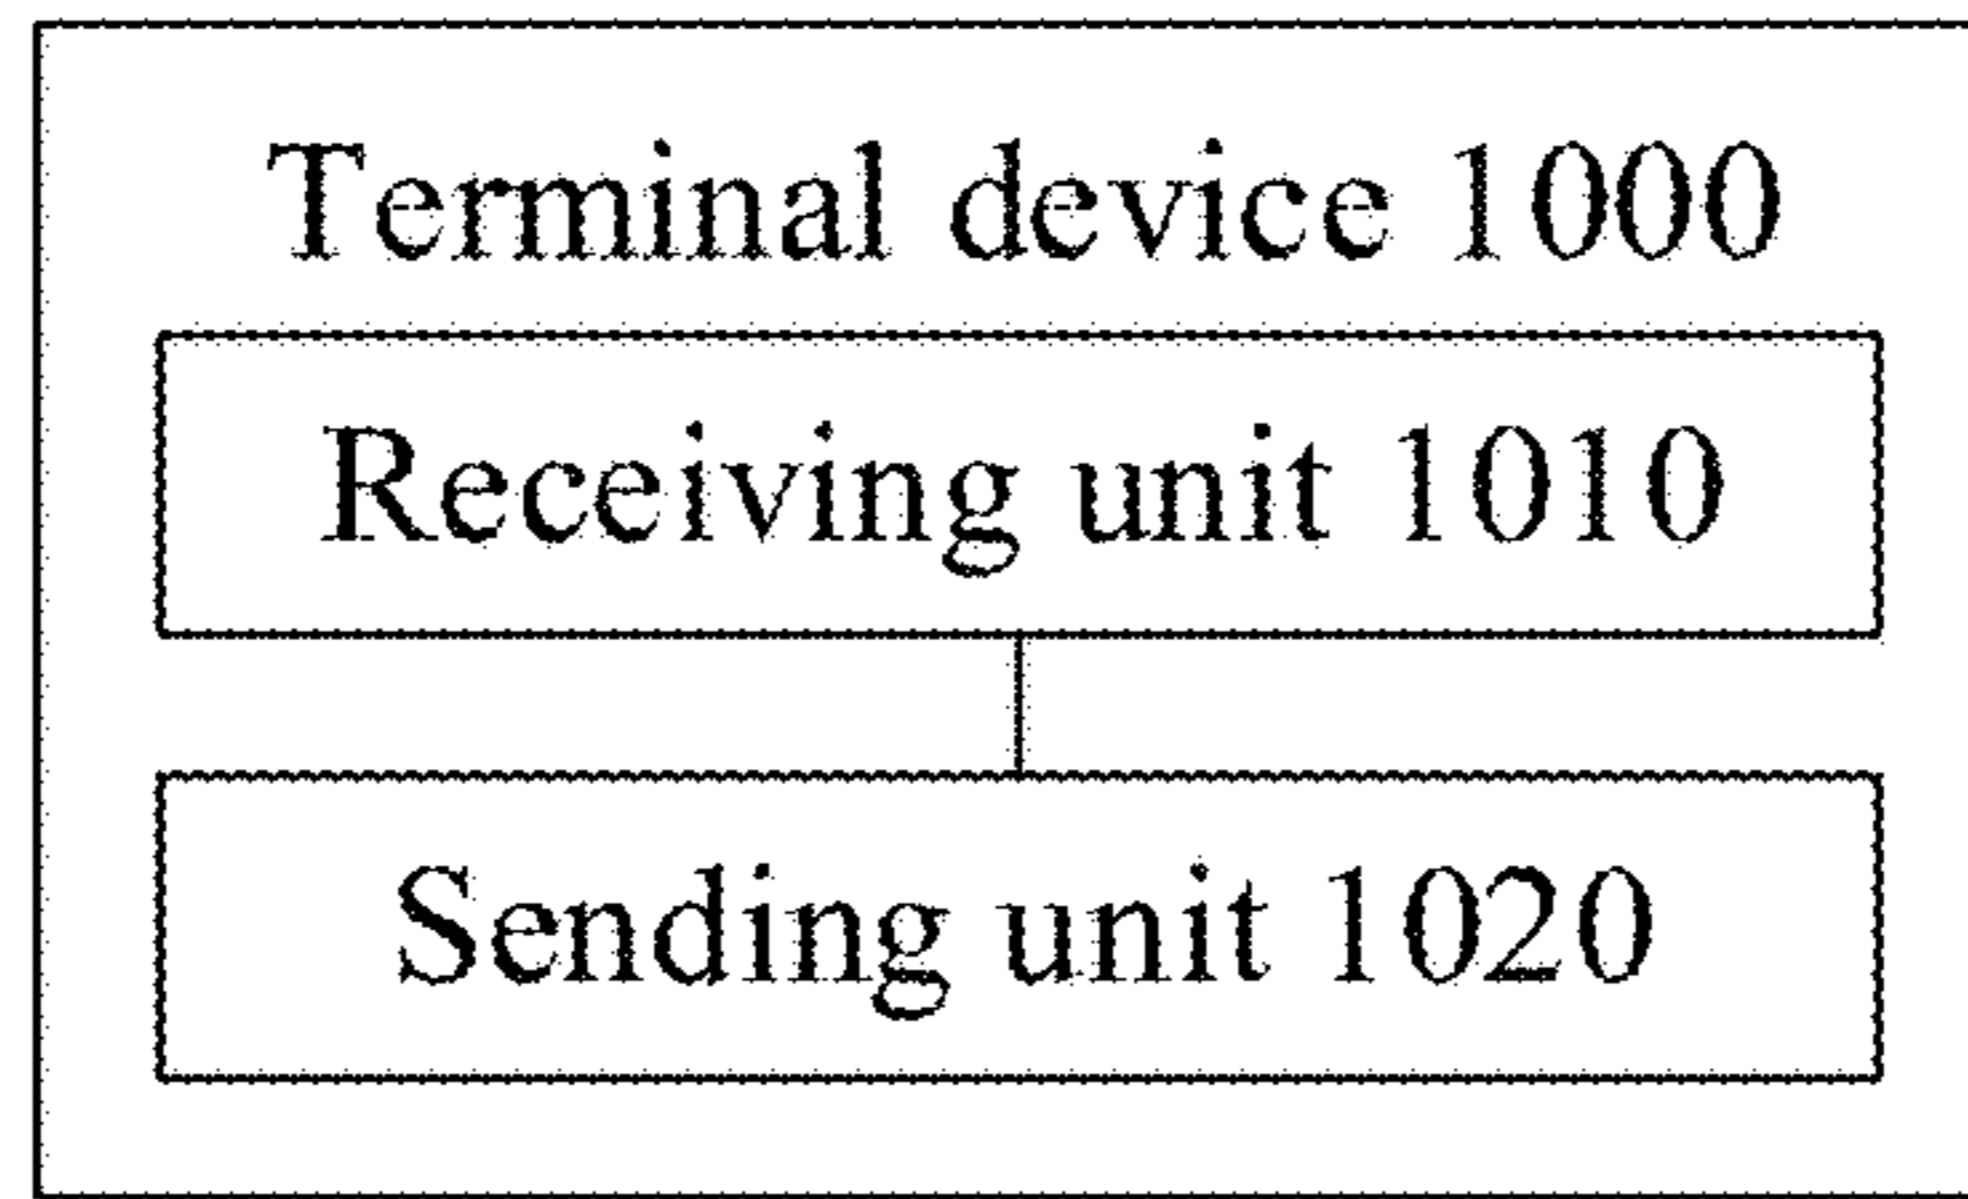 Terminal device 1000
Receiving unit 1010
Sending unit 1020